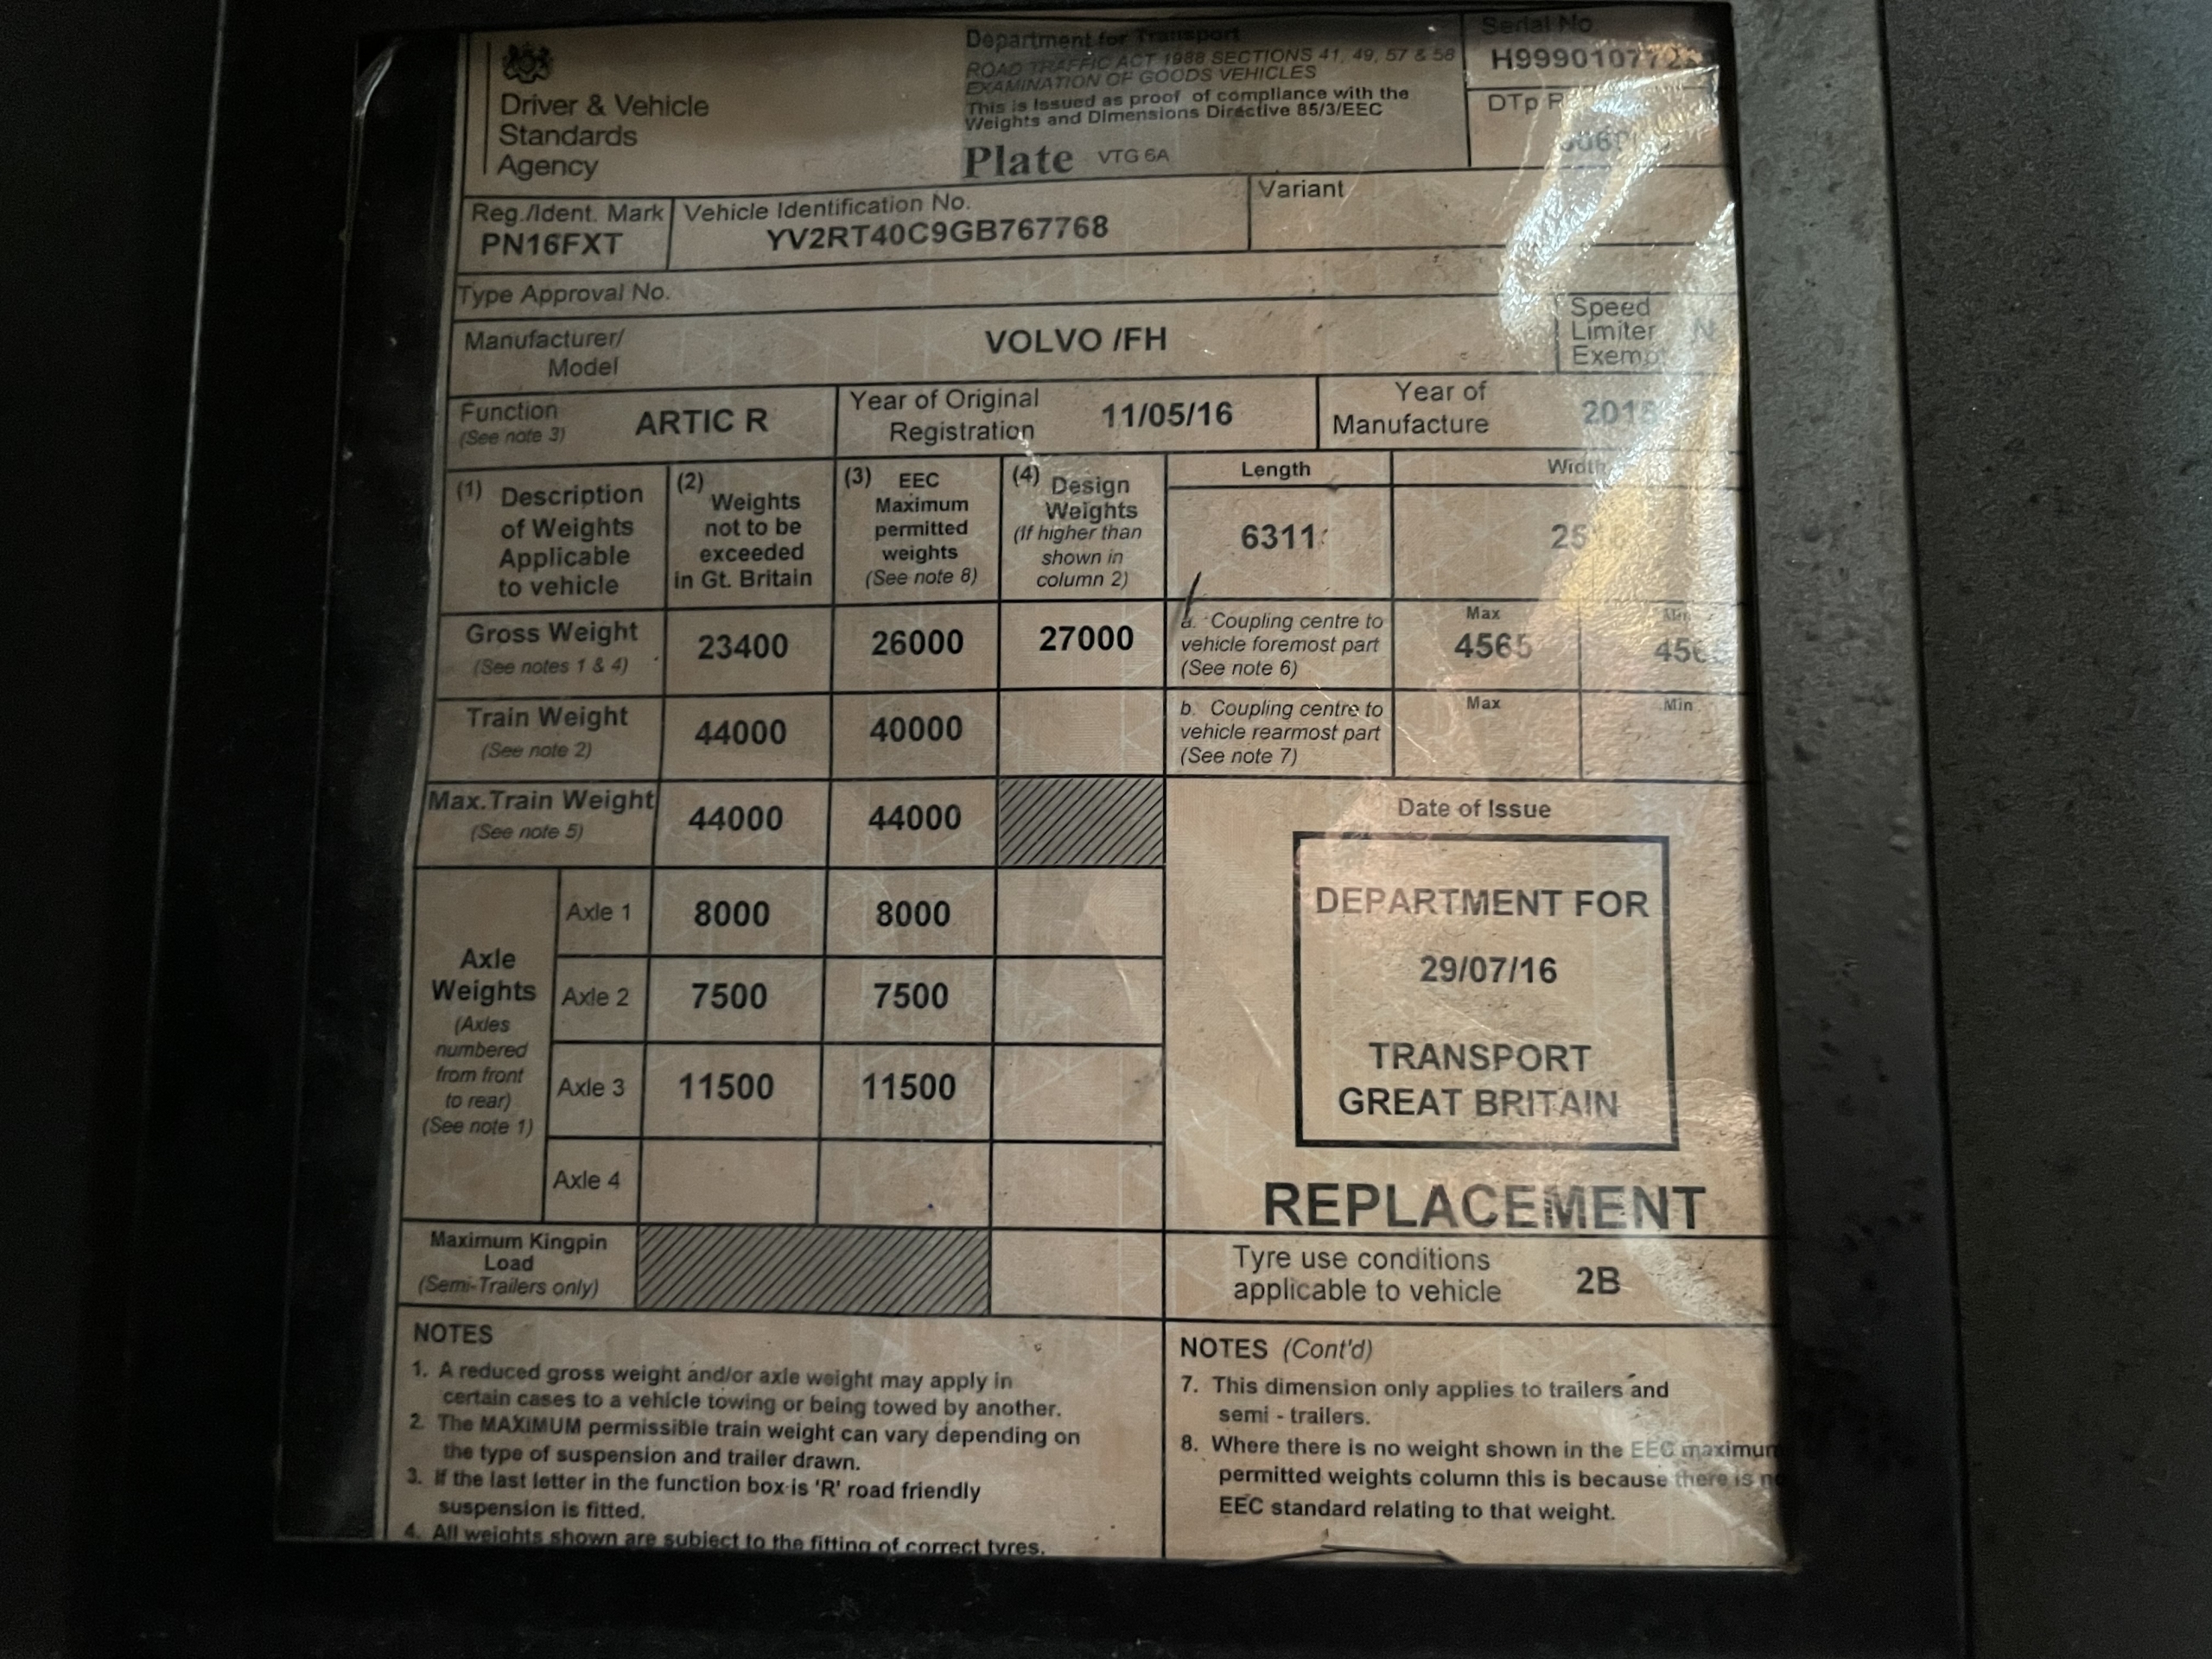 Driver & Vehicle
Standards
Agency
Department for Transport
ROAD TRAFFIC ACT 1988 SECTIONS 41, 49, 57 & 58
EXAMINATION OF GOODS VEHICLES
This is issued as proof of compliance with the
Weights and Dimensions Directive 85/3/EEC
Plate VTG 6A
Serial No
DTp
Reg./Ident. Mark
PN16FXT
Vehicle Identification No.
YV2RT40C9GB767768
Variant
Type Approval No.
Manufacturer/
Model
VOLVO /FH
Speed
Limiter
Exempt
N
Function
(See note 3)
ARTIC R
Year of Original
Registration
11/05/16
Year of
Manufacture
(1) Description
of Weights
Applicable
to vehicle
(2) Weights
not to be
exceeded
in Gt. Britain
(3) EEC
Maximum
permitted
weights
(See note 8)
(4) Design
Weights
(If higher than
shown in
column 2)
Length
6311
Width
Gross Weight
(See notes 1 & 4)
23400
26000
27000
a. Coupling centre to
vehicle foremost part
(See note 6)
Max
4565
Min
Train Weight
(See note 2)
44000
40000
b. Coupling centre to
vehicle rearmost part
(See note 7)
Max
Min
Max.Train Weight
(See note 5)
44000
44000
Axle
Weights
(Axles
numbered
from front
to rear)
(See note 1)
Axle 1
8000
8000
Axle 2
7500
7500
Axle 3
11500
11500
Axle 4
Maximum Kingpin
Load
(Semi-Trailers only)
Date of Issue
DEPARTMENT FOR
29/07/16
TRANSPORT
GREAT BRITAIN
REPLACEMENT
Tyre use conditions
applicable to vehicle
2B
NOTES
1. A reduced gross weight and/or axle weight may apply in
certain cases to a vehicle towing or being towed by another.
2. The MAXIMUM permissible train weight can vary depending on
the type of suspension and trailer drawn.
3. If the last letter in the function box is 'R' road friendly
suspension is fitted.
4. All weights shown are subject to the fitting of correct tyres.
NOTES (Cont'd)
7. This dimension only applies to trailers and
semi - trailers.
8. Where there is no weight shown in the EEC maximum
permitted weights column this is because there is no
EEC standard relating to that weight.